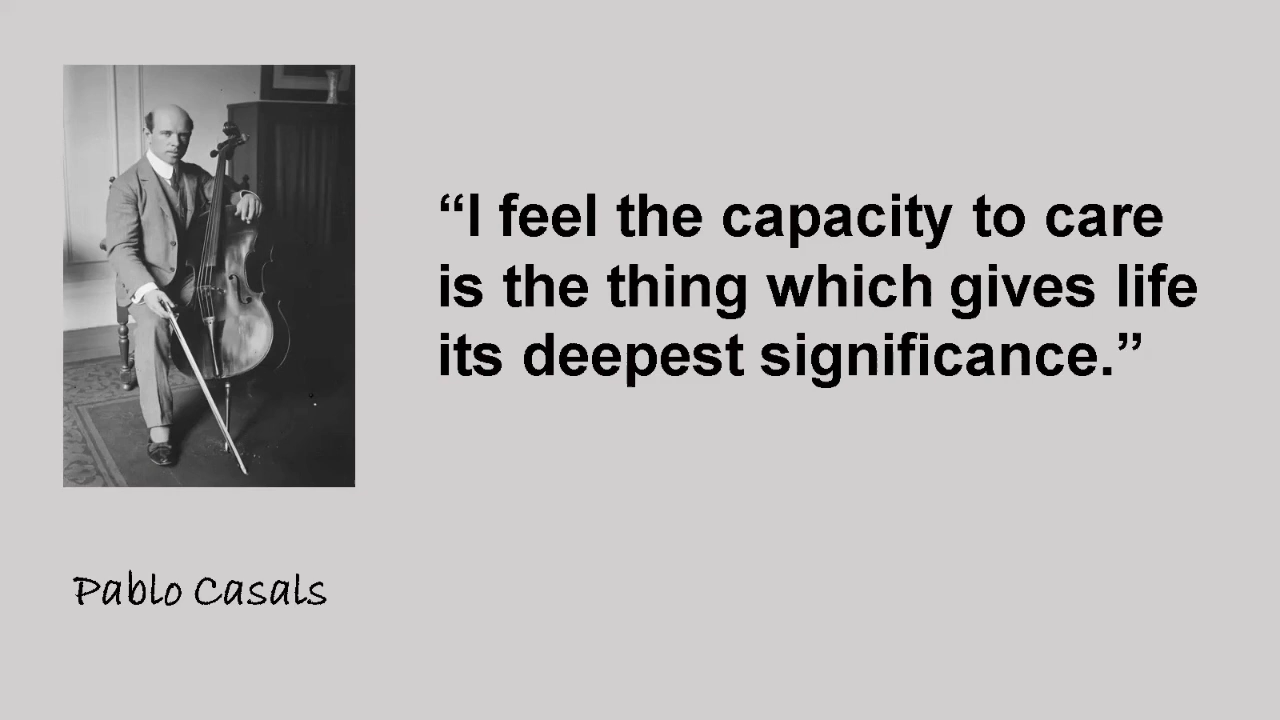 “I feel the capacity to care
is the thing which gives life
its deepest significance.”
Pablo Casals